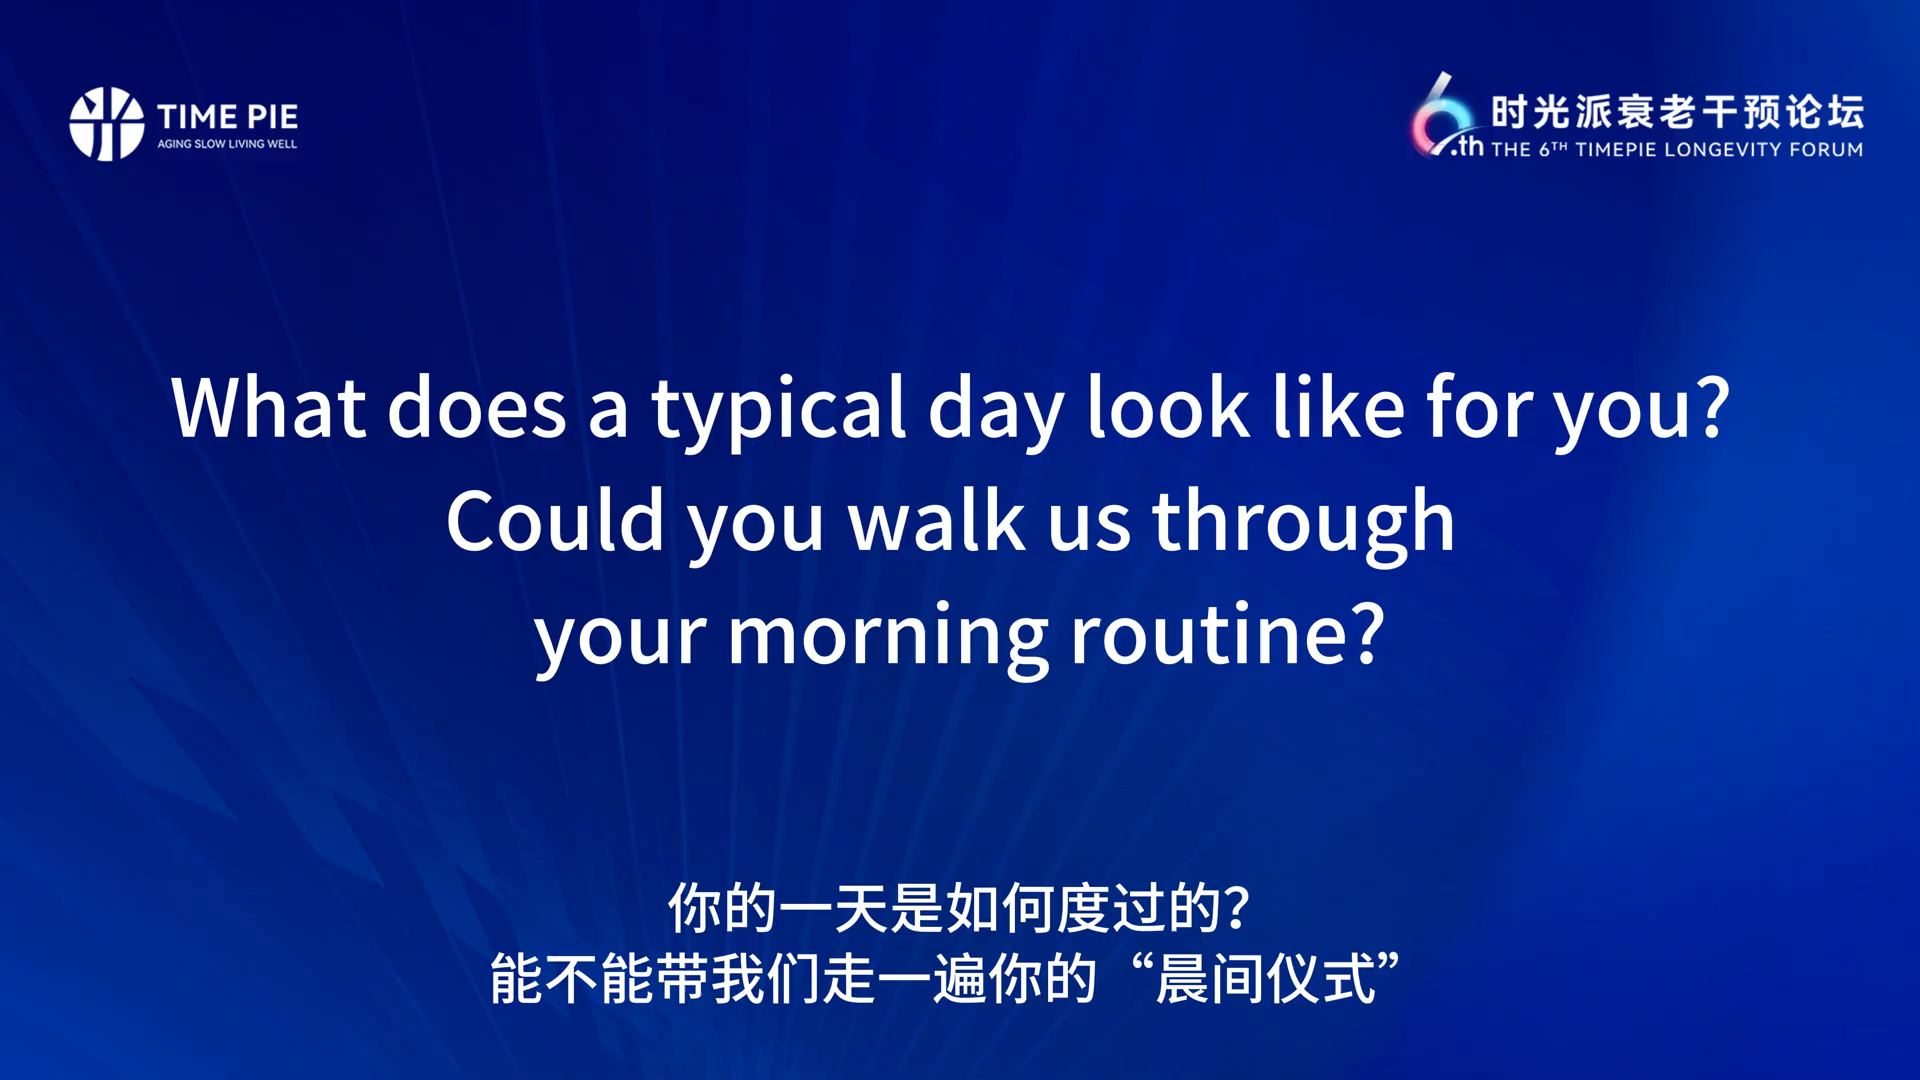 TIME PIE
AGING SLOW LIVING WELL
6.th
时光派衰老干预论坛
THE 6TH TIMEPIE LONGEVITY FORUM
What does a typical day look like for you?
Could you walk us through
your morning routine?
你的一天是如何度过的?
能不能带我们走一遍你的“晨间仪式”